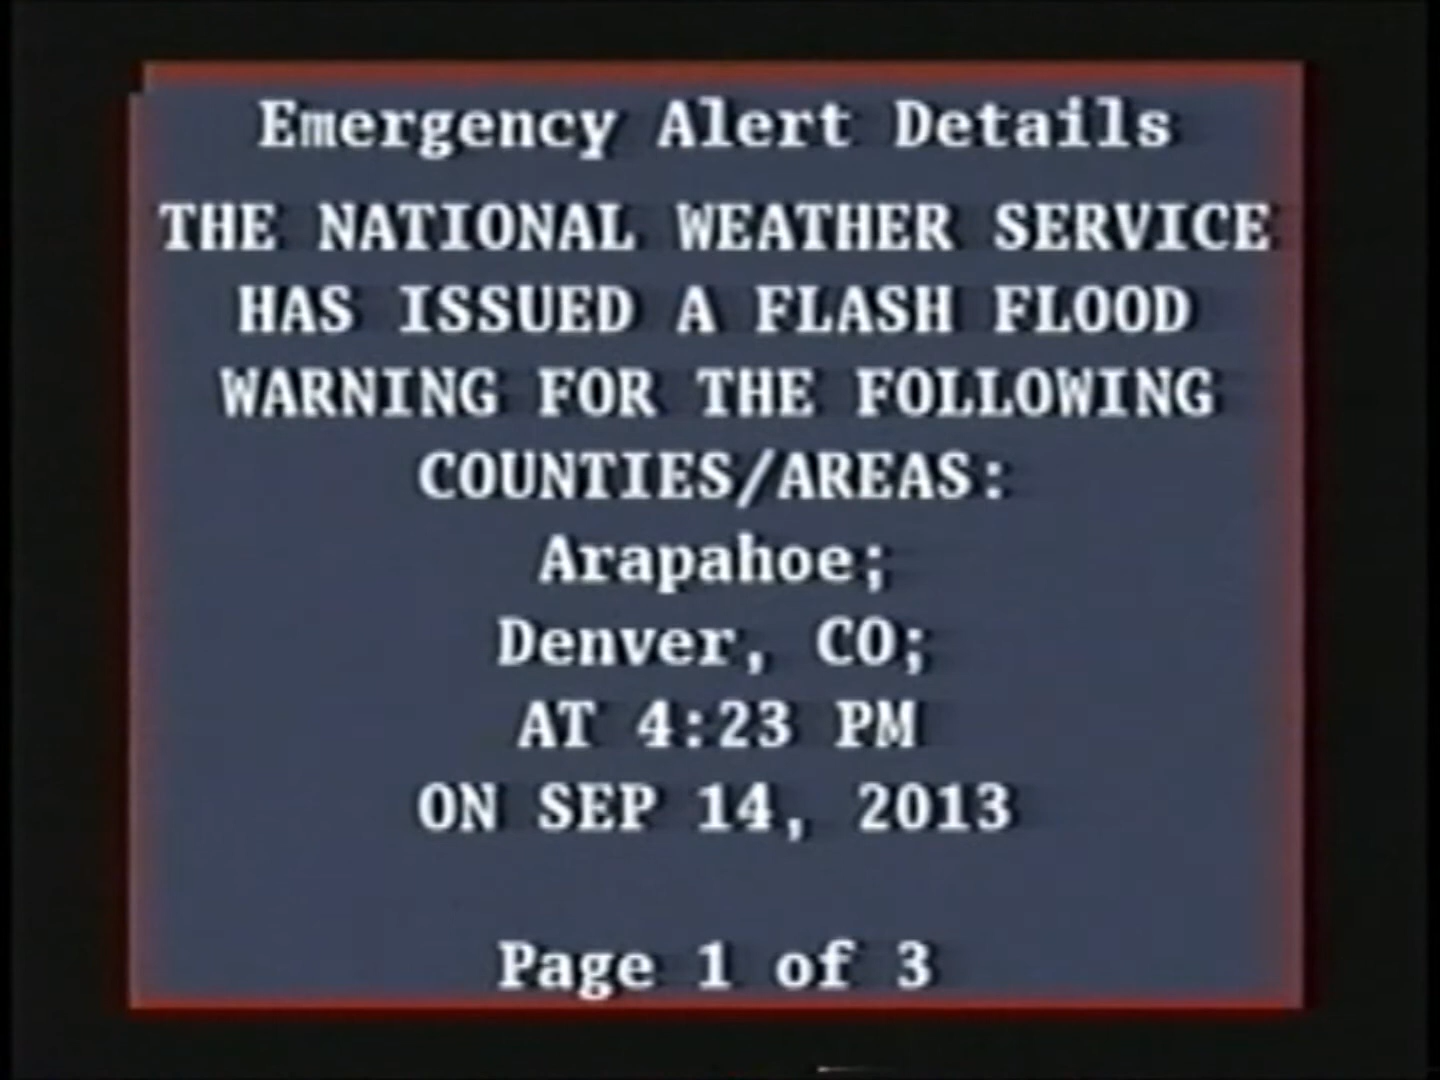 Emergency Alert Details
THE NATIONAL WEATHER SERVICE
HAS ISSUED A FLASH FLOOD
WARNING FOR THE FOLLOWING
COUNTIES/AREAS:
Arapahoe;
Denver, CO;
AT 4:23 PM
ON SEP 14, 2013
Page 1 of 3